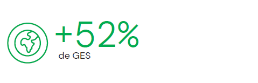 +52%
de GES